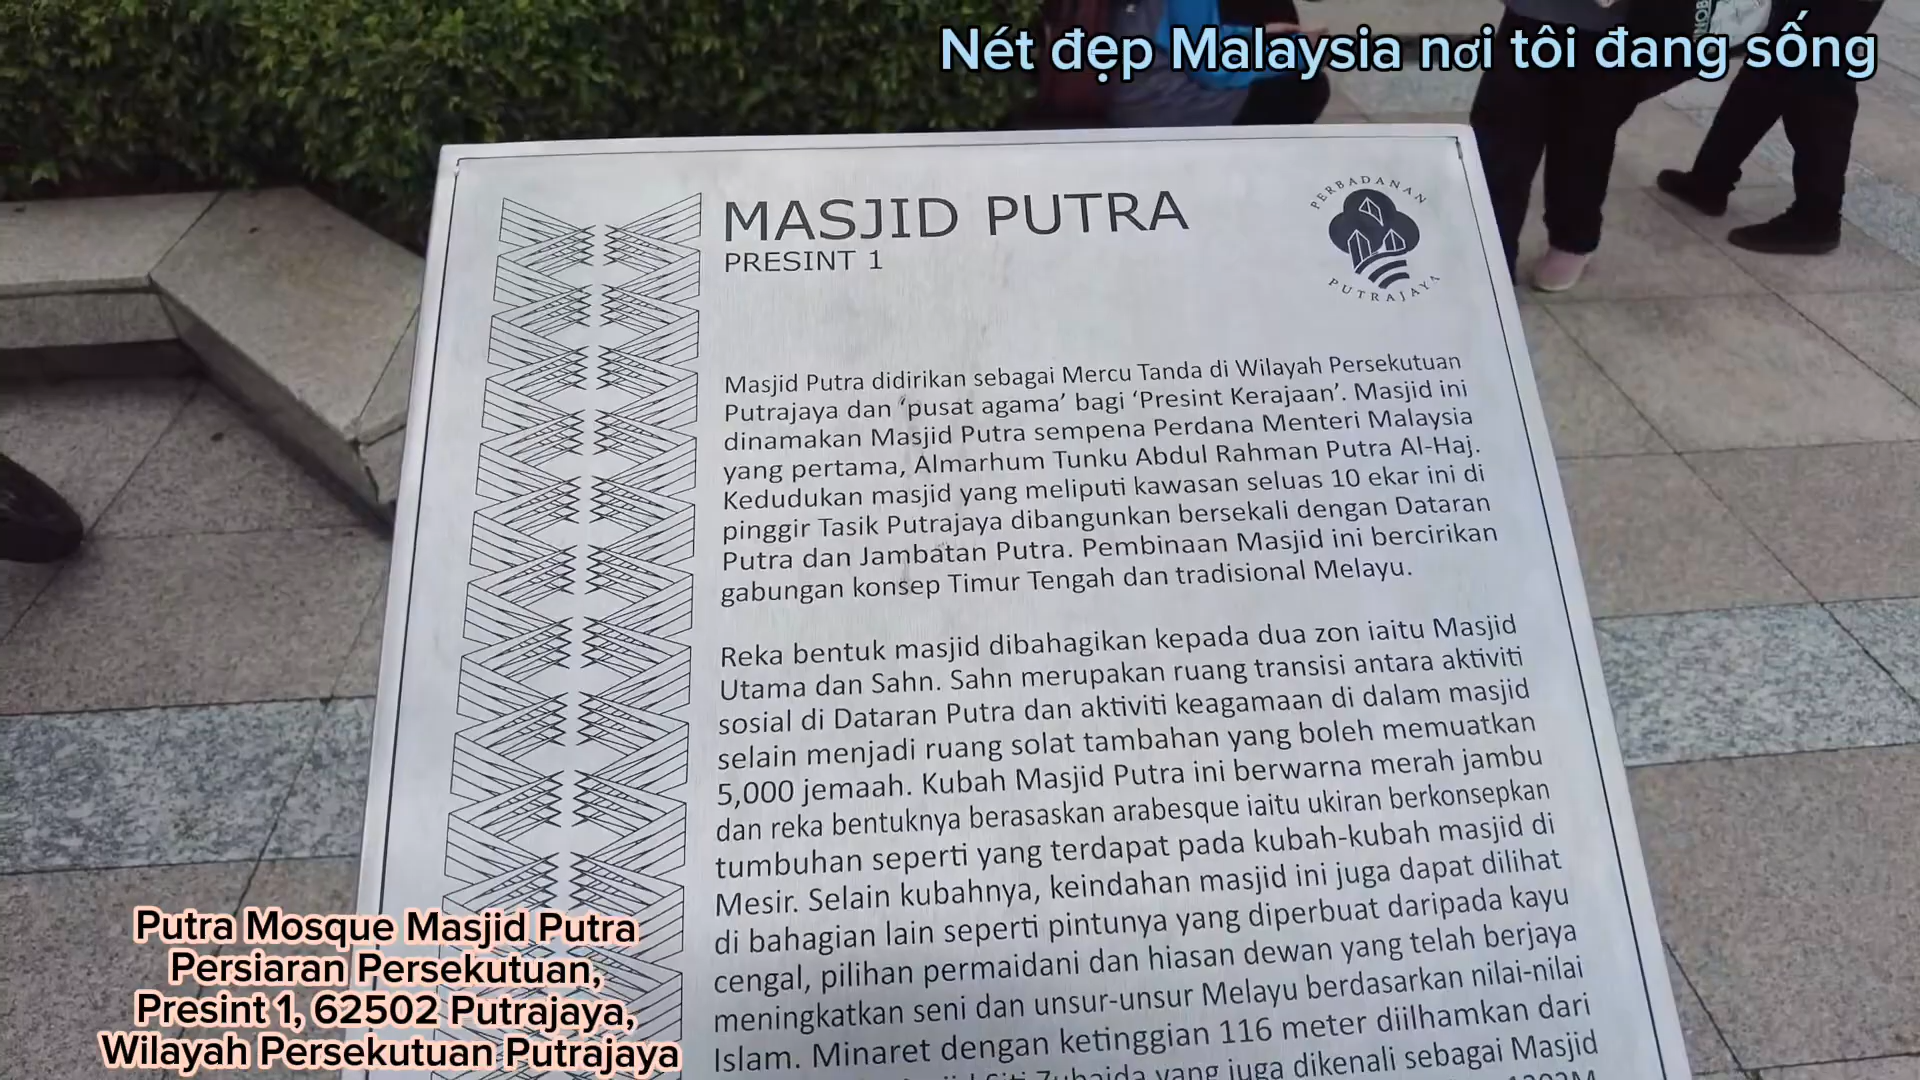 Nét đẹp Malaysia nơi tôi đang sống
MASJID PUTRA
PRESINT 1
PERBADANAN
PUTRAJAYA
Masjid Putra didirikan sebagai Mercu Tanda di Wilayah Persekutuan
Putrajaya dan ‘pusat agama’ bagi ‘Presint Kerajaan’. Masjid ini
dinamakan Masjid Putra sempena Perdana Menteri Malaysia
yang pertama, Almarhum Tunku Abdul Rahman Putra Al-Haj.
Kedudukan masjid yang meliputi kawasan seluas 10 ekar ini di
pinggir Tasik Putrajaya dibangunkan bersekali dengan Dataran
Putra dan Jambatan Putra. Pembinaan Masjid ini bercirikan
gabungan konsep Timur Tengah dan tradisional Melayu.
Reka bentuk masjid dibahagikan kepada dua zon iaitu Masjid
Utama dan Sahn. Sahn merupakan ruang transisi antara aktiviti
sosial di Dataran Putra dan aktiviti keagamaan di dalam masjid
selain menjadi ruang solat tambahan yang boleh memuatkan
5,000 jemaah. Kubah Masjid Putra ini berwarna merah jambu
dan reka bentuknya berasaskan arabesque iaitu ukiran berkonsepkan
tumbuhan seperti yang terdapat pada kubah-kubah masjid di
Mesir. Selain kubahnya, keindahan masjid ini juga dapat dilihat
di bahagian lain seperti pintunya yang diperbuat daripada kayu
cengal, pilihan permaidani dan hiasan dewan yang telah berjaya
meningkatkan seni dan unsur-unsur Melayu berdasarkan nilai-nilai
Islam. Minaret dengan ketinggian 116 meter diilhamkan dari
Siti Zubaida yang juga dikenali sebagai Masjid
Putra Mosque Masjid Putra
Persiaran Persekutuan,
Presint 1, 62502 Putrajaya,
Wilayah Persekutuan Putrajaya